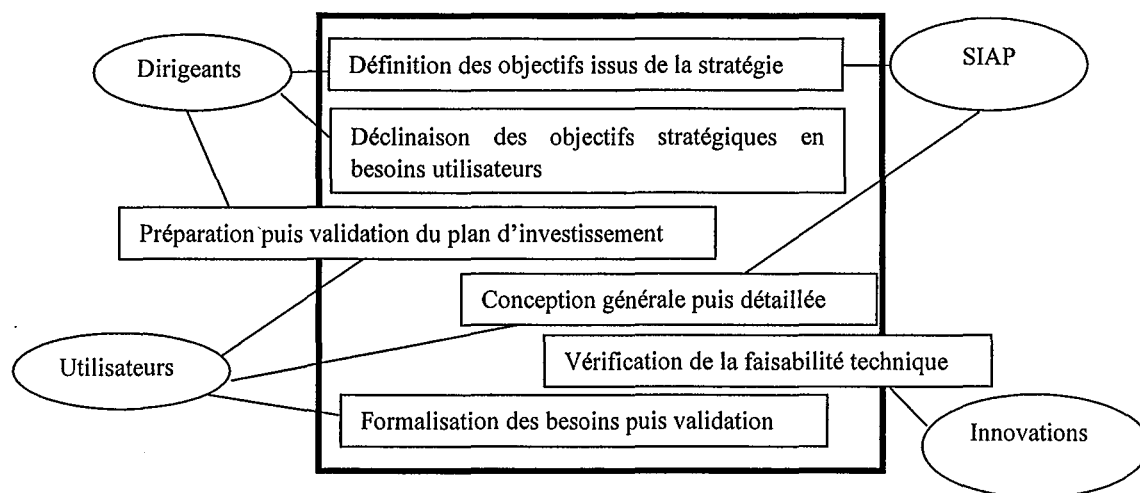 Dirigeants
Définition des objectifs issus de la stratégie
SIAP
Déclinaison des objectifs stratégiques en
besoins utilisateurs
Préparation puis validation du plan d'investissement
Conception générale puis détaillée
Utilisateurs
Vérification de la faisabilité technique
Formalisation des besoins puis validation
Innovations